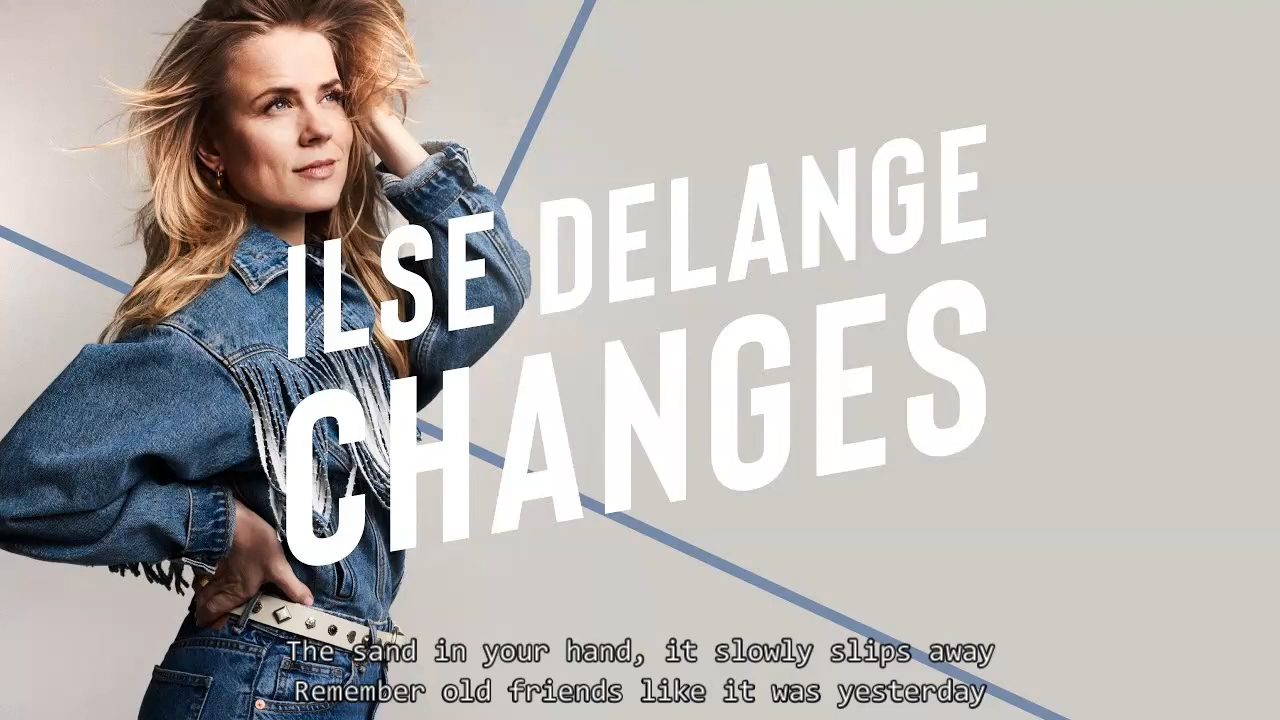 ILSE DELANGE
CHANGES
The sand in your hand, it slowly slips away
Remember old friends like it was yesterday